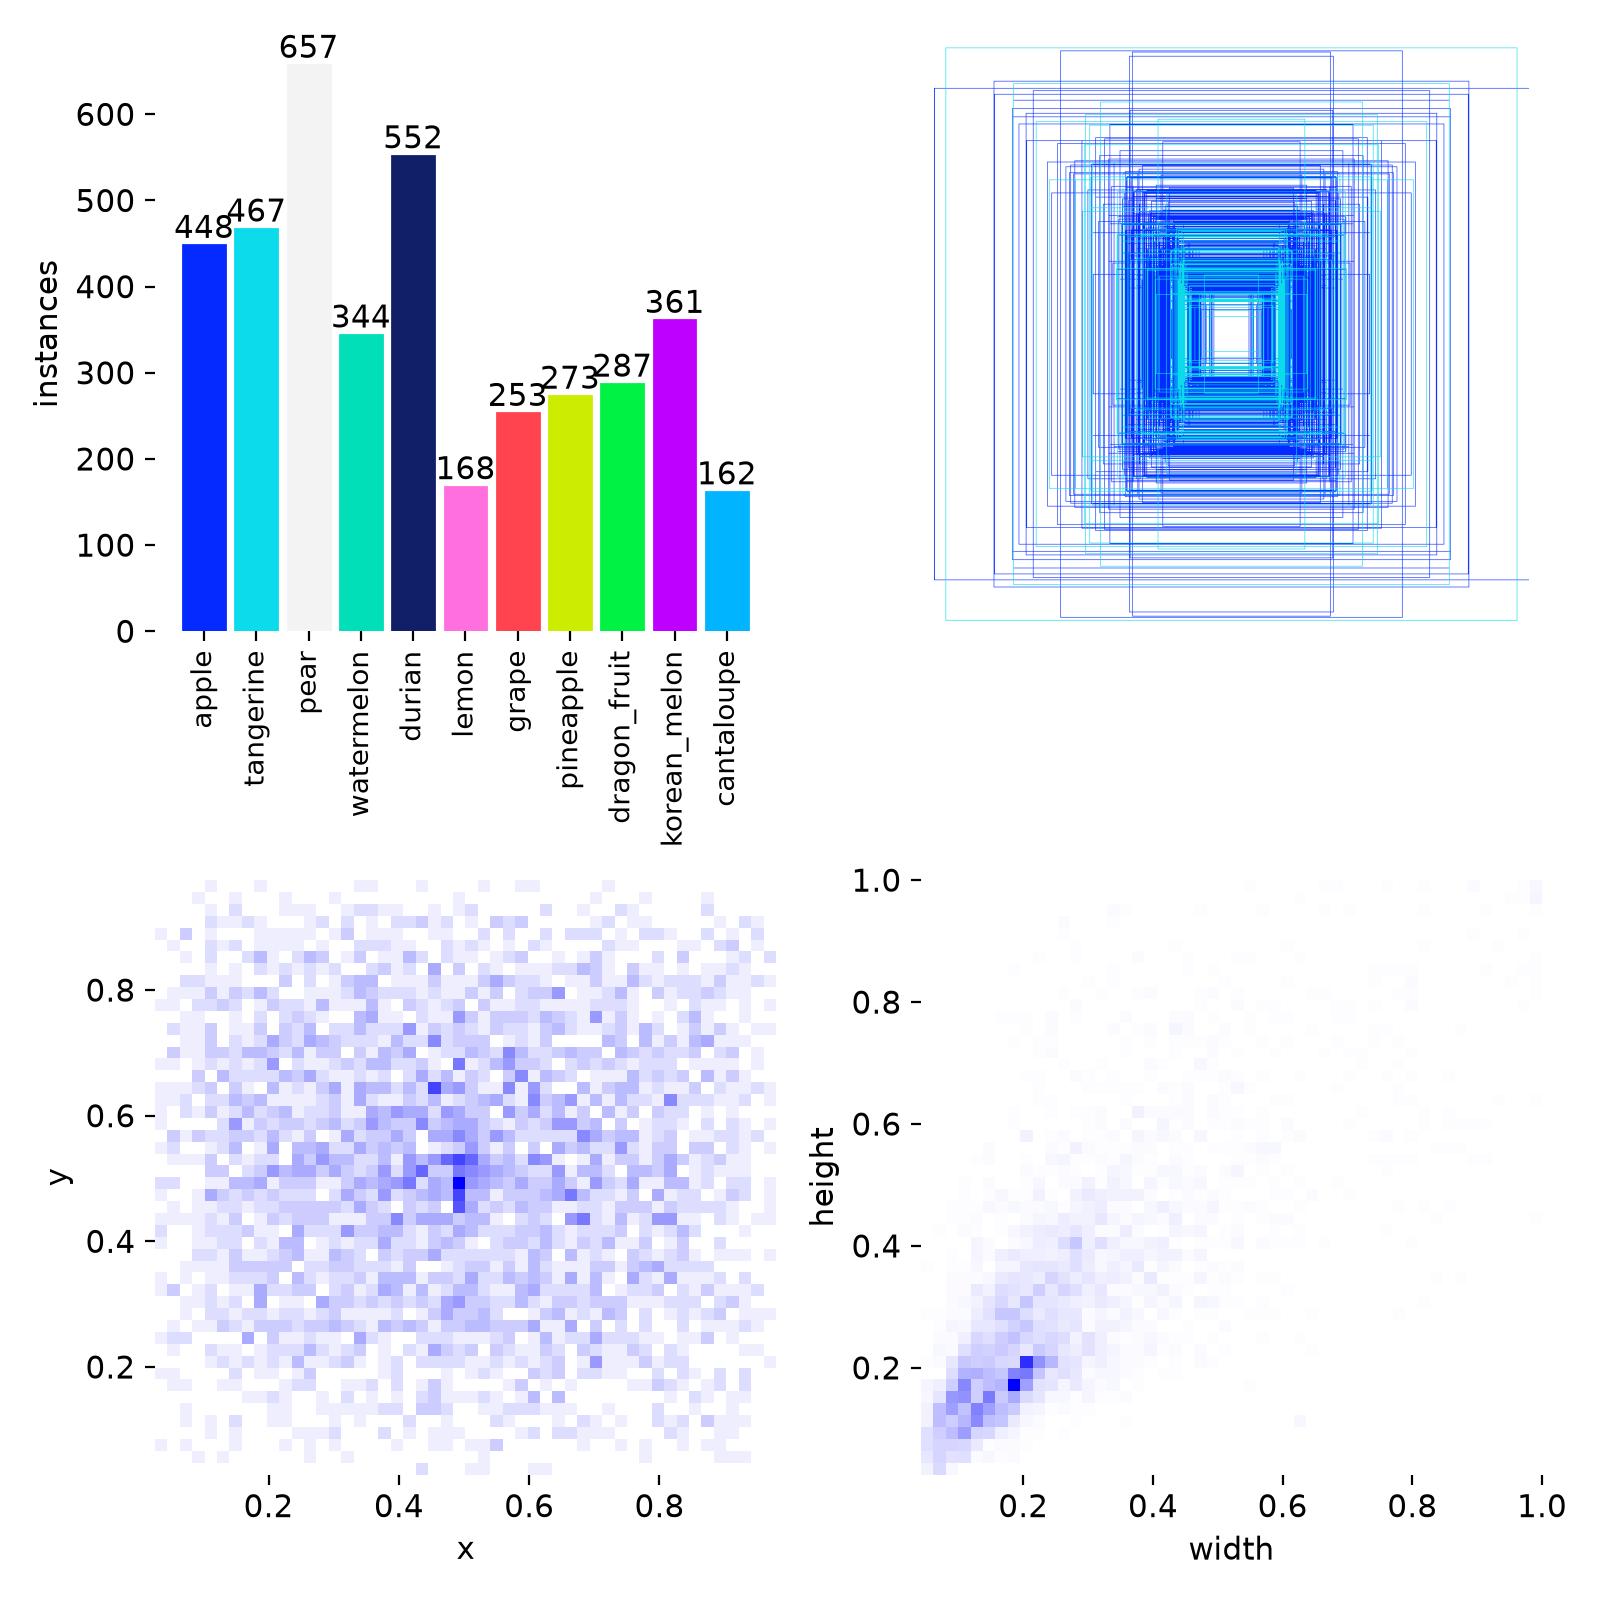 657
552
448
467
344
361
253
273
287
168
162
600
500
400
300
200
100
0
instances
apple
tangerine
pear
watermelon
durian
lemon
grape
pineapple
dragon_fruit
korean_melon
cantaloupe
0.8
0.6
0.4
0.2
y
0.2 0.4 0.6 0.8
x
1.0
0.8
0.6
0.4
0.2
height
0.2 0.4 0.6 0.8 1.0
width